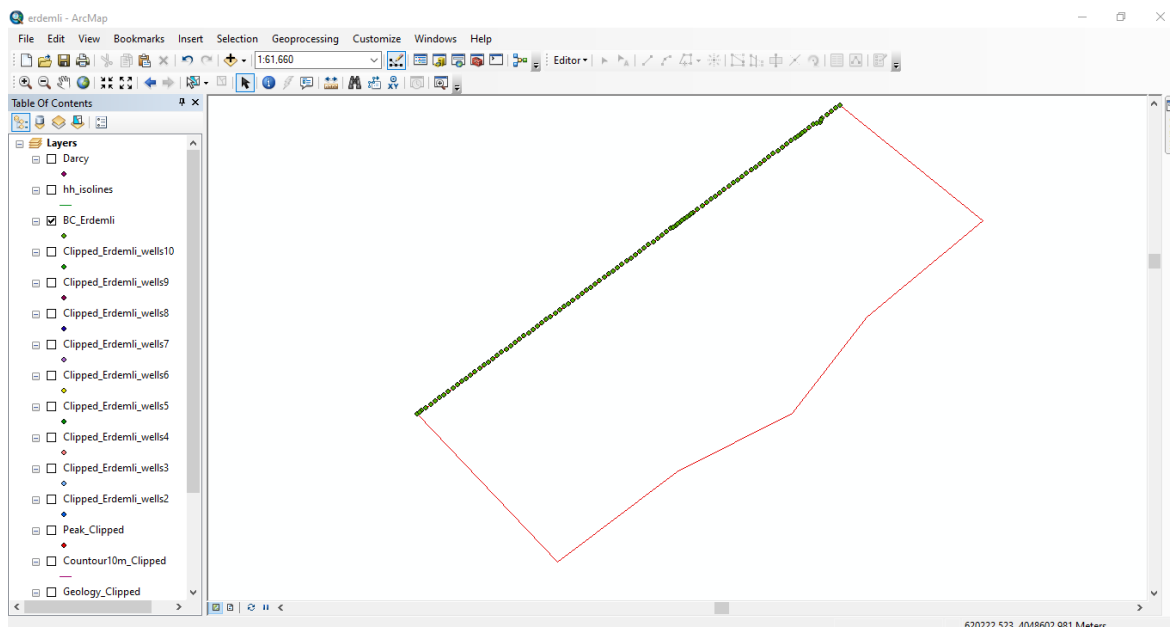 erdemli - ArcMap
File Edit View Bookmarks Insert Selection Geoprocessing Customize Windows Help
1:61,660 Editor
Table Of Contents
Layers
Darcy
hh_isolines
BC_Erdemli
Clipped_Erdemli_wells10
Clipped_Erdemli_wells9
Clipped_Erdemli_wells8
Clipped_Erdemli_wells7
Clipped_Erdemli_wells6
Clipped_Erdemli_wells5
Clipped_Erdemli_wells4
Clipped_Erdemli_wells3
Clipped_Erdemli_wells2
Peak_Clipped
Countour10m_Clipped
Geology_Clipped
620222,523 4048602,981 Meters